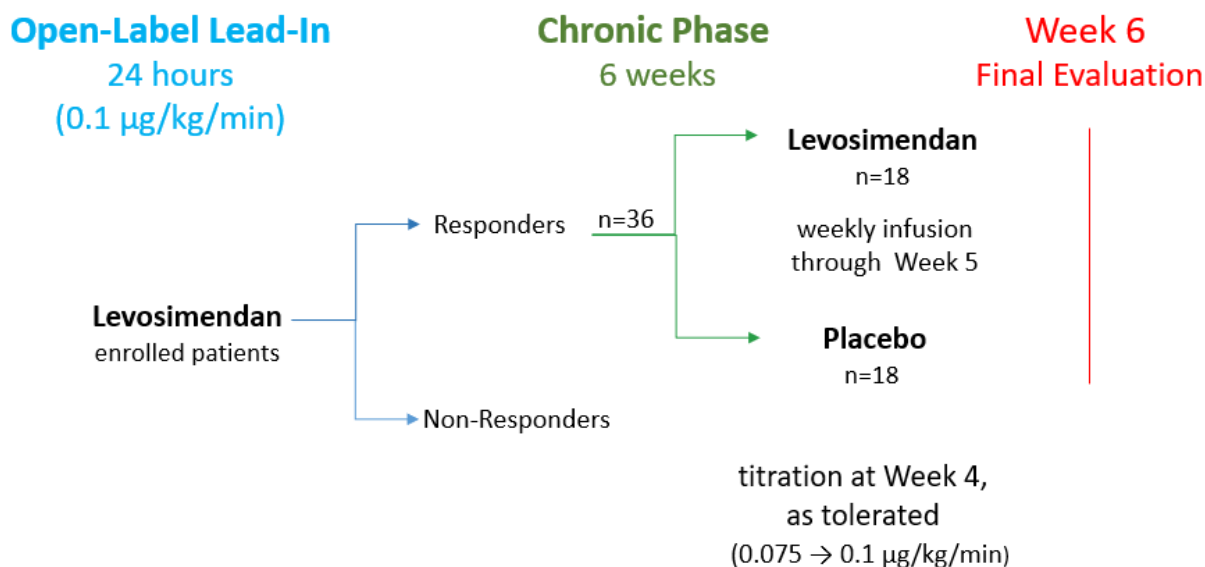 Open-Label Lead-In
24 hours
(0.1 µg/kg/min)
Chronic Phase
6 weeks
Week 6
Final Evaluation
Levosimendan
enrolled patients
Responders
Non-Responders
n=36
Levosimendan
n=18
weekly infusion
through Week 5
Placebo
n=18
titration at Week 4,
as tolerated
(0.075 → 0.1 µg/kg/min)